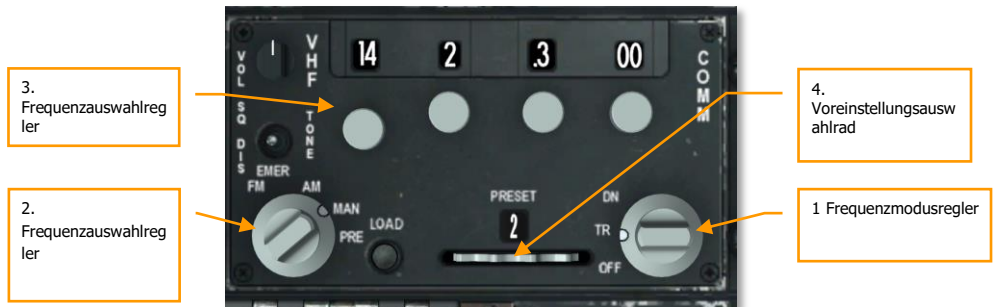 3.
Frequenzauswahlreg
ler
2.
Frequenzauswahlreg
ler
VHF
COMM
14 2 .3 00
VOL
SQ DIS
TONE
EMER
FM
AM
MAN
PRE
LOAD
PRESET
2
DN
TR
OFF
4.
Voreinstellungsausw
ahlrad
1 Frequenzmodusregler